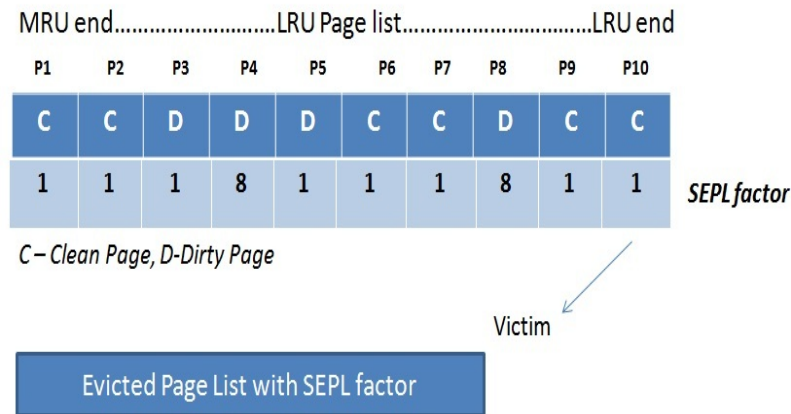 MRU end...........................LRU Page list...............................LRU end
P1 P2 P3 P4 P5 P6 P7 P8 P9 P10
C C D D D C C D C C
1 1 1 8 1 1 1 8 1 1 SEPL factor
C – Clean Page, D-Dirty Page
Victim
Evicted Page List with SEPL factor